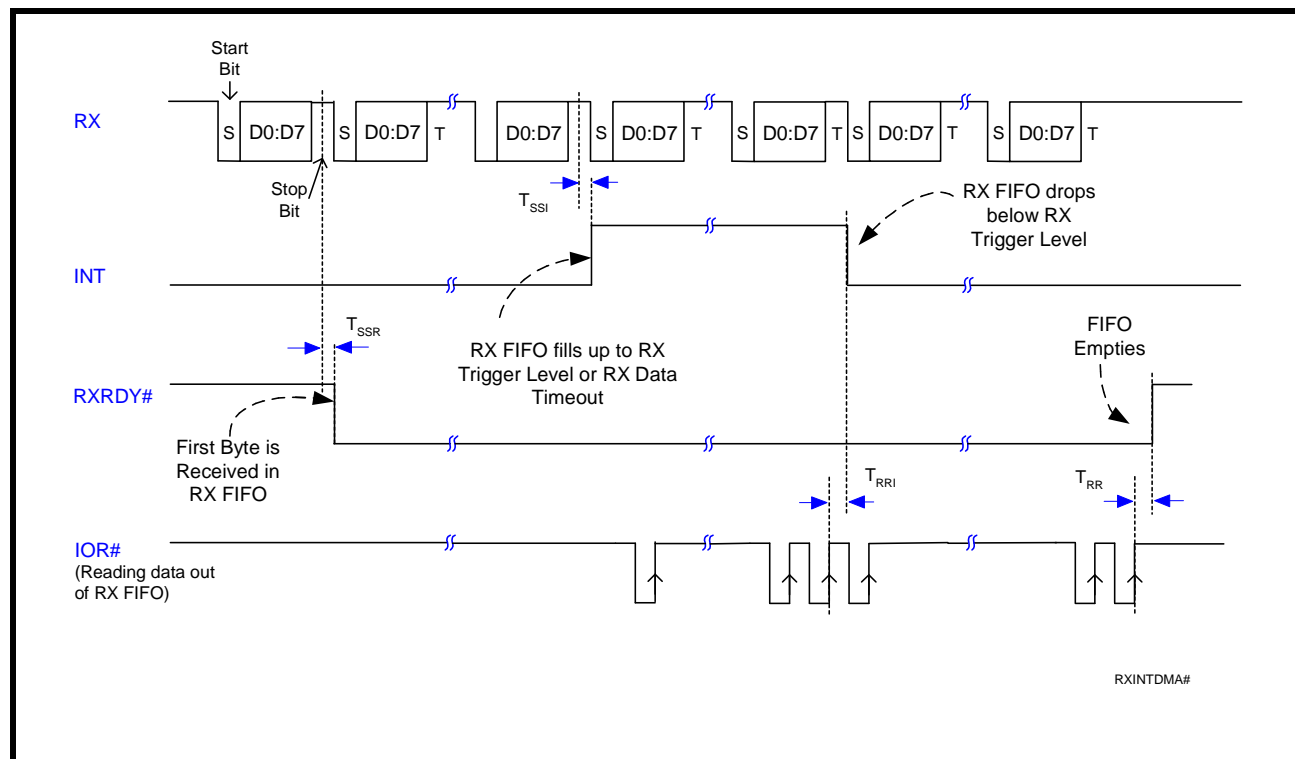 Start
Bit
RX
S D0:D7 S D0:D7 T D0:D7 S D0:D7 T S D0:D7 T S D0:D7 T S D0:D7 T
Stop
Bit
TSSI
RX FIFO drops
below RX
Trigger Level
INT
TSSR
RX FIFO fills up to RX
Trigger Level or RX Data
Timeout
FIFO
Empties
RXRDY#
First Byte is
Received in
RX FIFO
TRRI
TRR
IOR#
(Reading data out
of RX FIFO)
RXINTDMA#